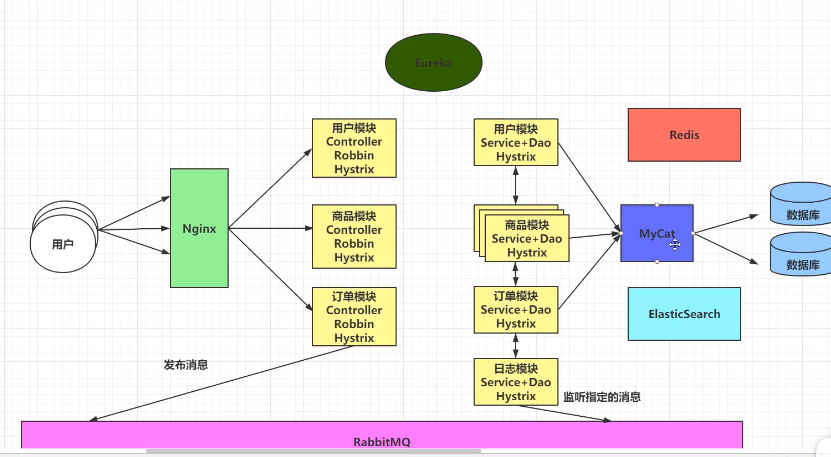 Eureka
用户
Nginx
用户模块
Controller
Robbin
Hystrix
商品模块
Controller
Robbin
Hystrix
订单模块
Controller
Robbin
Hystrix
用户模块
Service+Dao
Hystrix
商品模块
Service+Dao
Hystrix
订单模块
Service+Dao
Hystrix
日志模块
Service+Dao
Hystrix
Redis
MyCat
ElasticSearch
数据库
数据库
发布消息
监听指定的消息
RabbitMQ